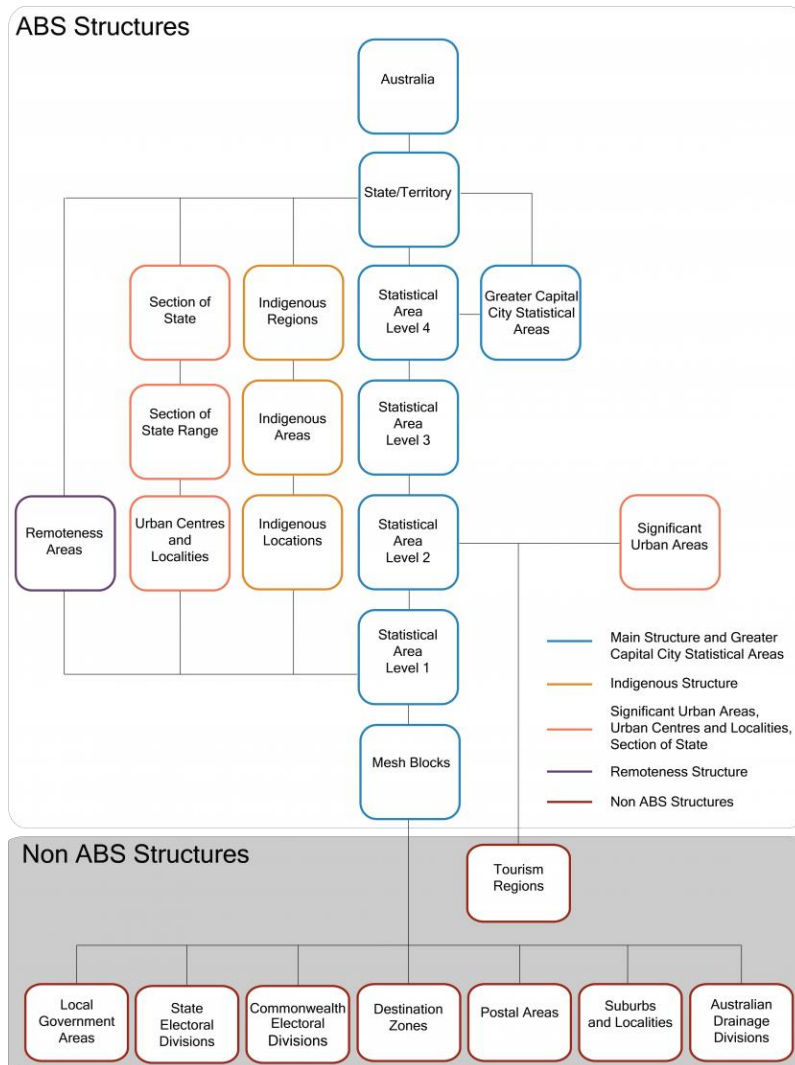 ABS Structures
Australia
State/Territory
Section of
State
Indigenous
Regions
Statistical
Area
Level 4
Greater Capital
City Statistical
Areas
Section of
State Range
Indigenous
Areas
Statistical
Area
Level 3
Remoteness
Areas
Urban Centres
and
Localities
Indigenous
Locations
Statistical
Area
Level 2
Significant
Urban Areas
Statistical
Area
Level 1
Mesh Blocks
Main Structure and Greater
Capital City Statistical Areas
Indigenous Structure
Significant Urban Areas,
Urban Centres and Localities,
Section of State
Remoteness Structure
Non ABS Structures
Non ABS Structures
Tourism
Regions
Local
Government
Areas
State
Electoral
Divisions
Commonwealth
Electoral
Divisions
Destination
Zones
Postal Areas
Suburbs
and Localities
Australian
Drainage
Divisions